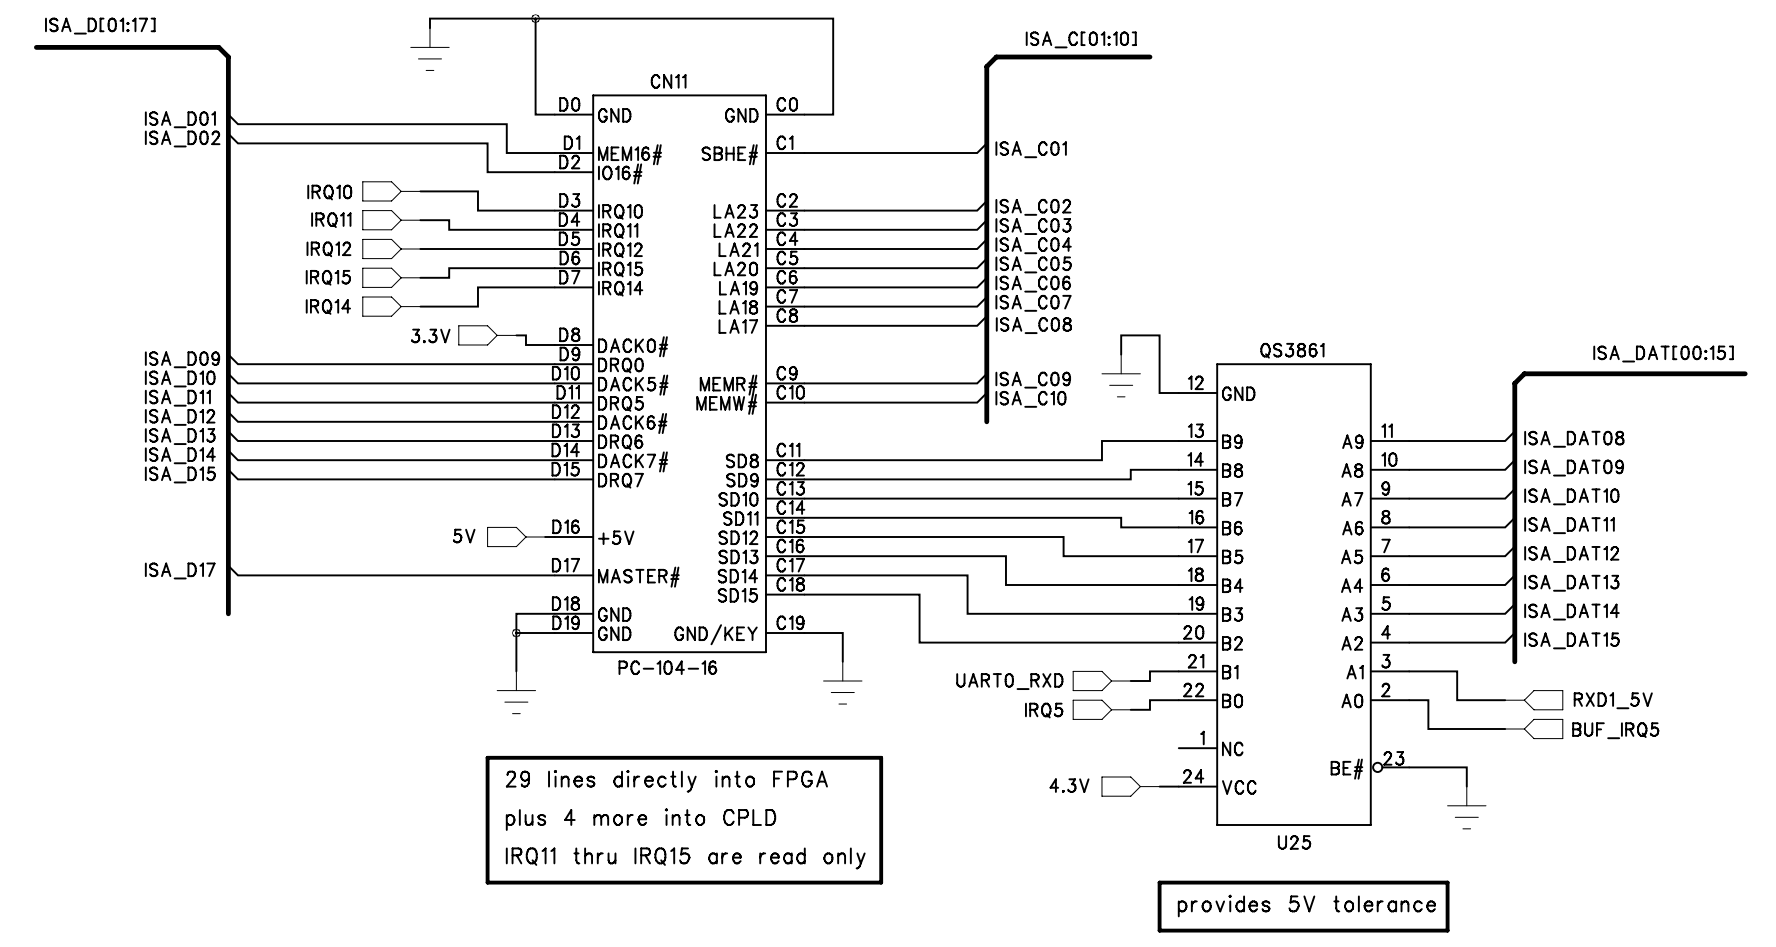 ISA_D[01:17]
ISA_C[01:10]
CN11
D0 GND GND C0
ISA_D01
ISA_D02
D1 MEM16# SBHE# C1 ISA_C01
D2 IO16#
IRQ10 D3 IRQ10 LA23 C2 ISA_C02
IRQ11 D4 IRQ11 LA22 C3 ISA_C03
IRQ12 D5 IRQ12 LA21 C4 ISA_C04
IRQ15 D6 IRQ15 LA20 C5 ISA_C05
IRQ14 D7 IRQ14 LA19 C6 ISA_C06
LA18 C7 ISA_C07
LA17 C8 ISA_C08
3.3V D8 DACK0#
ISA_D09 D9 DRQ0
ISA_D10 D10 DACK5# MEMR# C9 ISA_C09
ISA_D11 D11 DRQ5 MEMW# C10 ISA_C10
ISA_D12 D12 DACK6#
ISA_D13 D13 DRQ6
ISA_D14 D14 DACK7# SD8 C11
ISA_D15 D15 DRQ7 SD9 C12
SD10 C13
SD11 C14
5V D16 +5V SD12 C15
SD13 C16
ISA_D17 D17 MASTER# SD14 C17
SD15 C18
D18 GND
D19 GND GND/KEY C19
PC-104-16
QS3861
ISA_DAT[00:15]
12 GND
13 B9 A9 11 ISA_DAT08
14 B8 A8 10 ISA_DAT09
15 B7 A7 9 ISA_DAT10
16 B6 A6 8 ISA_DAT11
17 B5 A5 7 ISA_DAT12
18 B4 A4 6 ISA_DAT13
19 B3 A3 5 ISA_DAT14
20 B2 A2 4 ISA_DAT15
UART0_RXD 21 B1 A1 3 RXD1_5V
IRQ5 22 B0 A0 2 BUF_IRQ5
1 NC
BE# 23
4.3V 24 VCC
U25
29 lines directly into FPGA
plus 4 more into CPLD
IRQ11 thru IRQ15 are read only
provides 5V tolerance